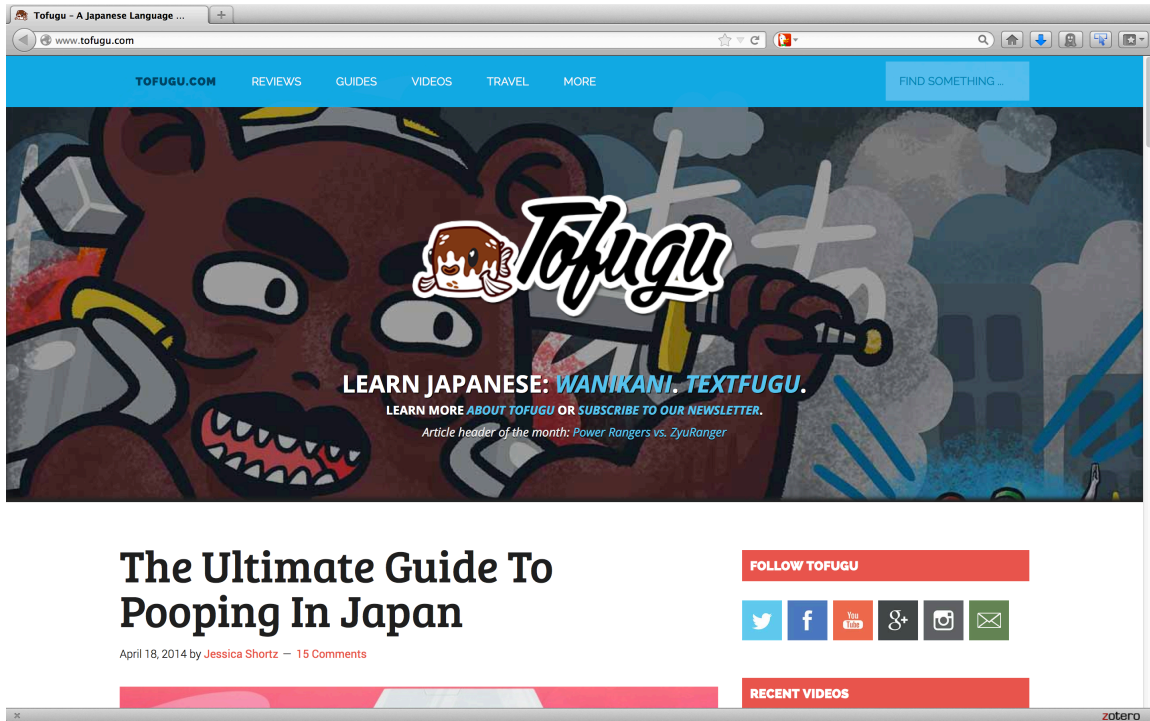 Tofugu – A Japanese Language ...
www.tofugu.com
TOFUGU.COM REVIEWS GUIDES VIDEOS TRAVEL MORE FIND SOMETHING ...
Tofugu
LEARN JAPANESE: WANIKANI. TEXTFUGU.
LEARN MORE ABOUT TOFUGU OR SUBSCRIBE TO OUR NEWSLETTER.
Article header of the month: Power Rangers vs. ZyuRanger
The Ultimate Guide To
Pooping In Japan
April 18, 2014 by Jessica Shortz — 15 Comments
FOLLOW TOFUGU
You
Tube
g+
RECENT VIDEOS
zotero